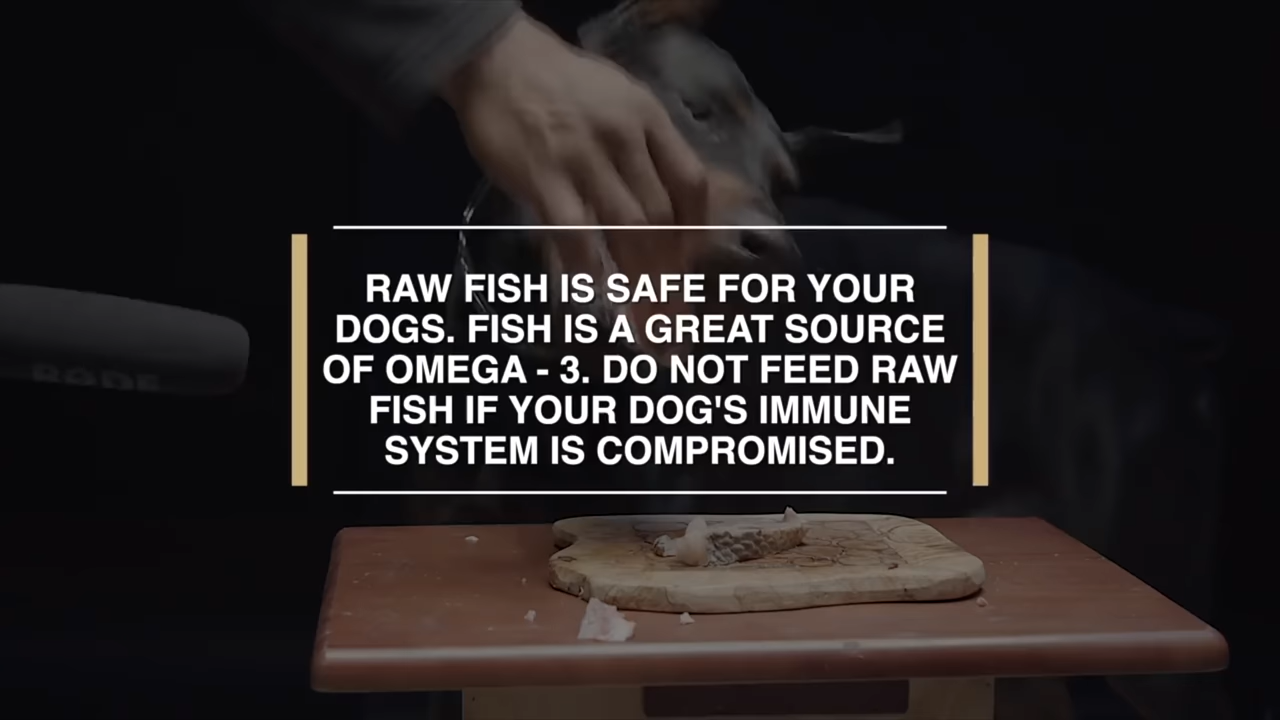 RAW FISH IS SAFE FOR YOUR
DOGS. FISH IS A GREAT SOURCE
OF OMEGA - 3. DO NOT FEED RAW
FISH IF YOUR DOG'S IMMUNE
SYSTEM IS COMPROMISED.
RØDE